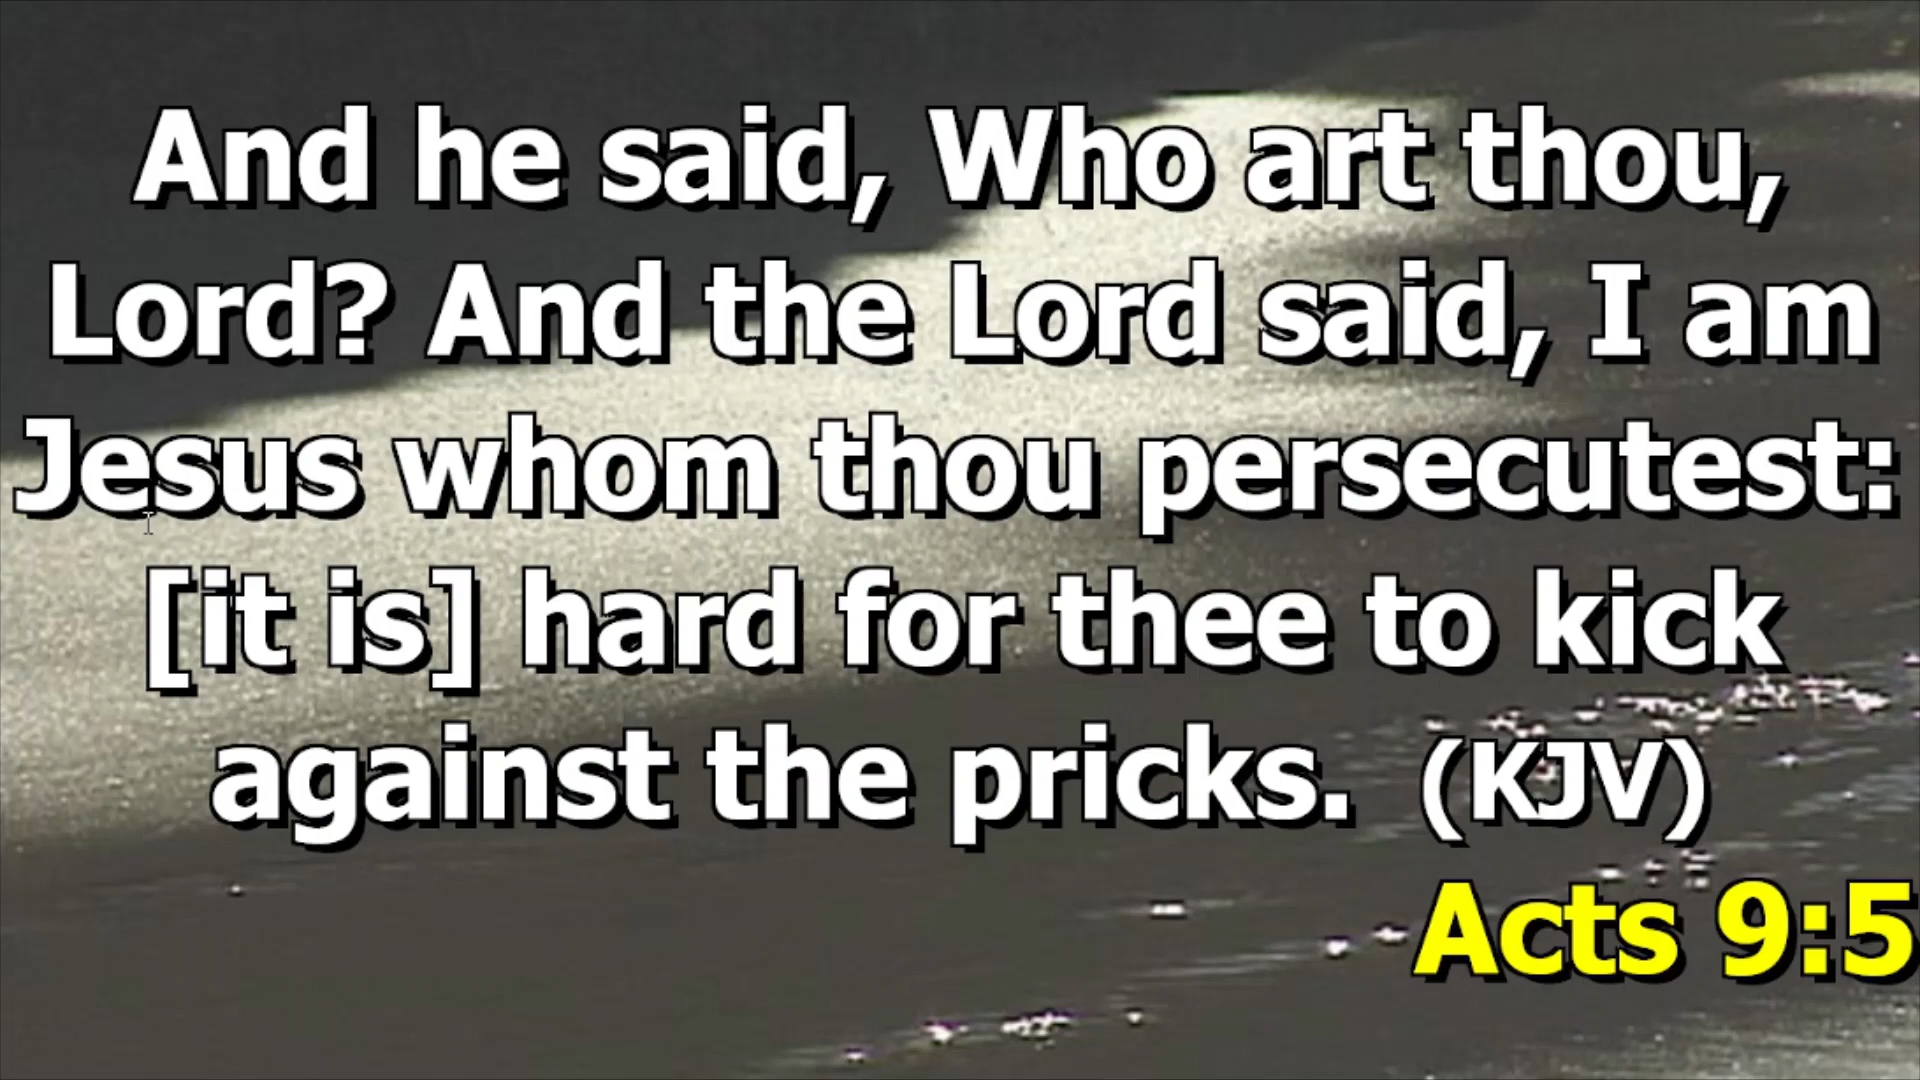 And he said, Who art thou,
Lord? And the Lord said, I am
Jesus whom thou persecutest:
[it is] hard for thee to kick
against the pricks. (KJV)
Acts 9:5